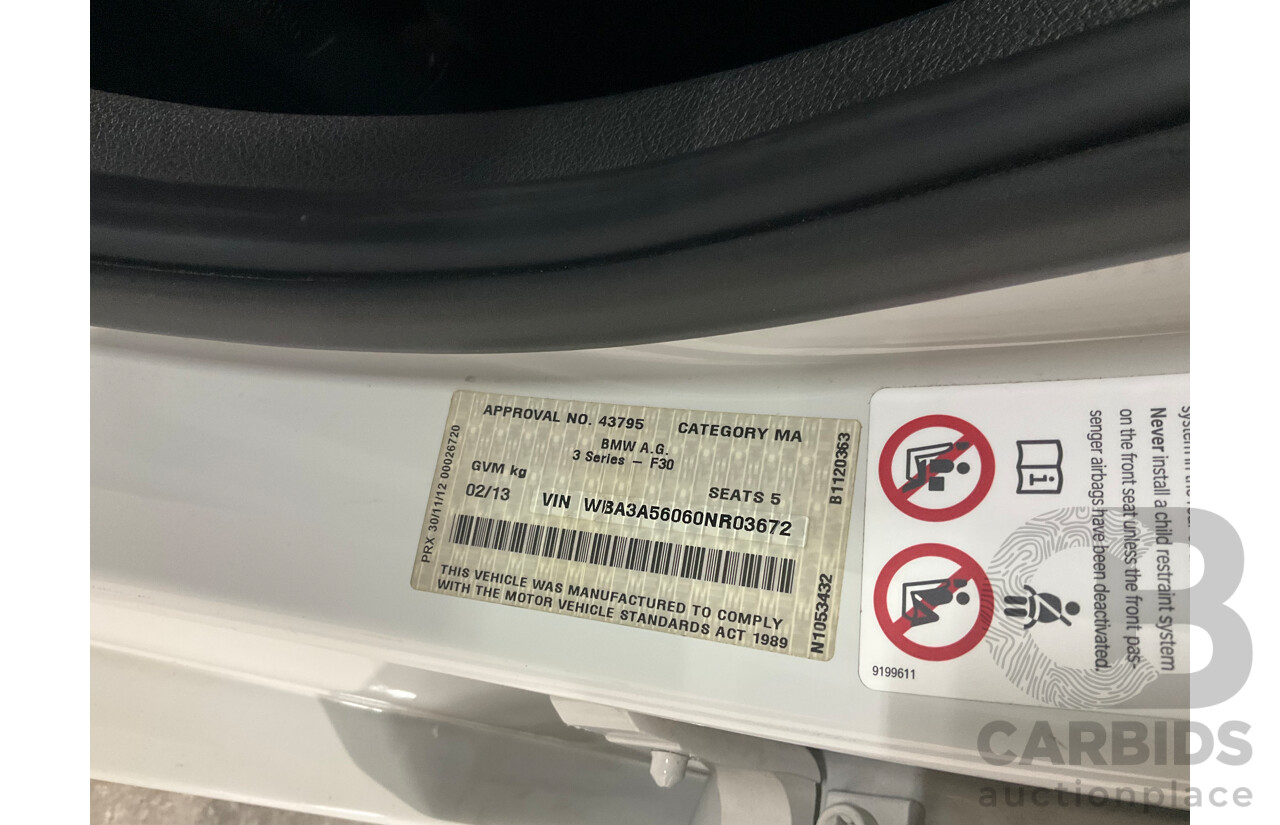 APPROVAL NO. 43795 CATEGORY MA
BMW A.G.
3 Series – F30
GVM kg
02/13 SEATS 5
VIN WBA3A56060NR03672
THIS VEHICLE WAS MANUFACTURED TO COMPLY
WITH THE MOTOR VEHICLE STANDARDS ACT 1989
PRX 30/11/12 00026720
B1120363
N1053432
Never install a child restraint system
on the front seat unless the front pas-
senger airbags have been deactivated.
9199611
CB
CARBIDS
auctionplace